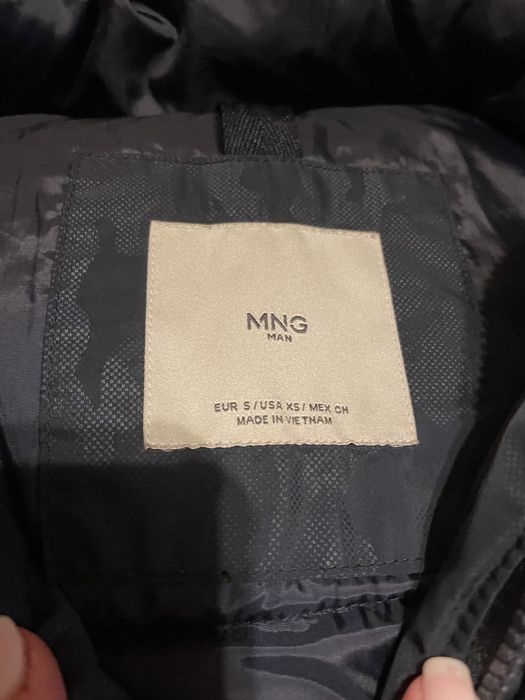 MNG
MAN
EUR S / USA XS / MEX CH
MADE IN VIETNAM